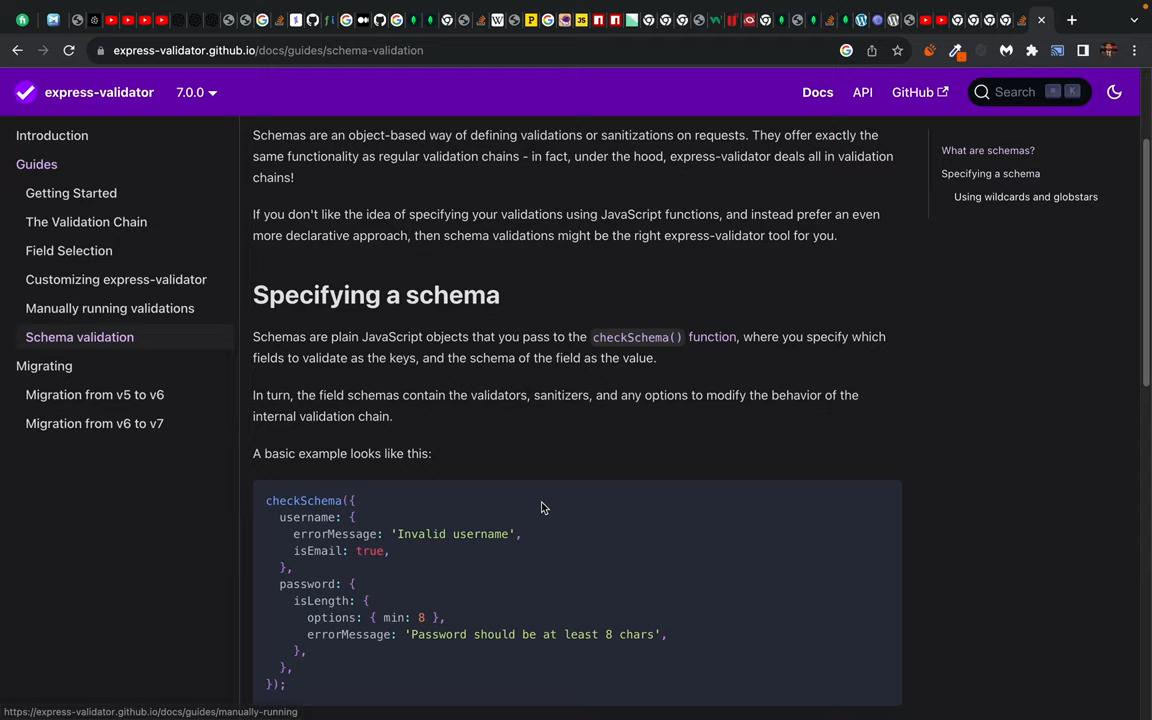 express-validator.github.io/docs/guides/schema-validation
express-validator
7.0.0
Docs
API
GitHub
Search
⌘ K
Introduction
Guides
Getting Started
The Validation Chain
Field Selection
Customizing express-validator
Manually running validations
Schema validation
Migrating
Migration from v5 to v6
Migration from v6 to v7
Schemas are an object-based way of defining validations or sanitizations on requests. They offer exactly the
same functionality as regular validation chains - in fact, under the hood, express-validator deals all in validation
chains!
If you don't like the idea of specifying your validations using JavaScript functions, and instead prefer an even
more declarative approach, then schema validations might be the right express-validator tool for you.
Specifying a schema
Schemas are plain JavaScript objects that you pass to the checkSchema() function, where you specify which
fields to validate as the keys, and the schema of the field as the value.
In turn, the field schemas contain the validators, sanitizers, and any options to modify the behavior of the
internal validation chain.
A basic example looks like this:
checkSchema({
username: {
errorMessage: 'Invalid username',
isEmail: true,
},
password: {
isLength: {
options: { min: 8 },
errorMessage: 'Password should be at least 8 chars',
},
},
});
What are schemas?
Specifying a schema
Using wildcards and globstars
https://express-validator.github.io/docs/guides/manually-running